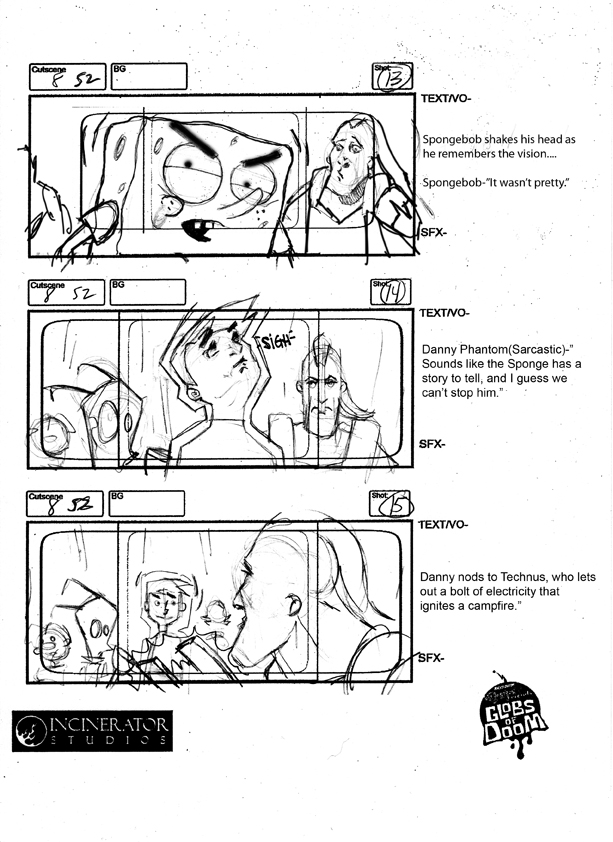 Cutscene
8 52
BG
Shot:
13
TEXT/VO-
Spongebob shakes his head as
he remembers the vision....
Spongebob-"It wasn't pretty."
SFX-
Cutscene
8 52
BG
Shot:
14
TEXT/VO-
-SIGH-
Danny Phantom(Sarcastic)-"
Sounds like the Sponge has a
story to tell, and I guess we
can't stop him."
SFX-
Cutscene
8 52
BG
Shot:
15
TEXT/VO-
Danny nods to Technus, who lets
out a bolt of electricity that
ignites a campfire."
SFX-
INCINERATOR
STUDIOS
GLOBS
OF
DOOM